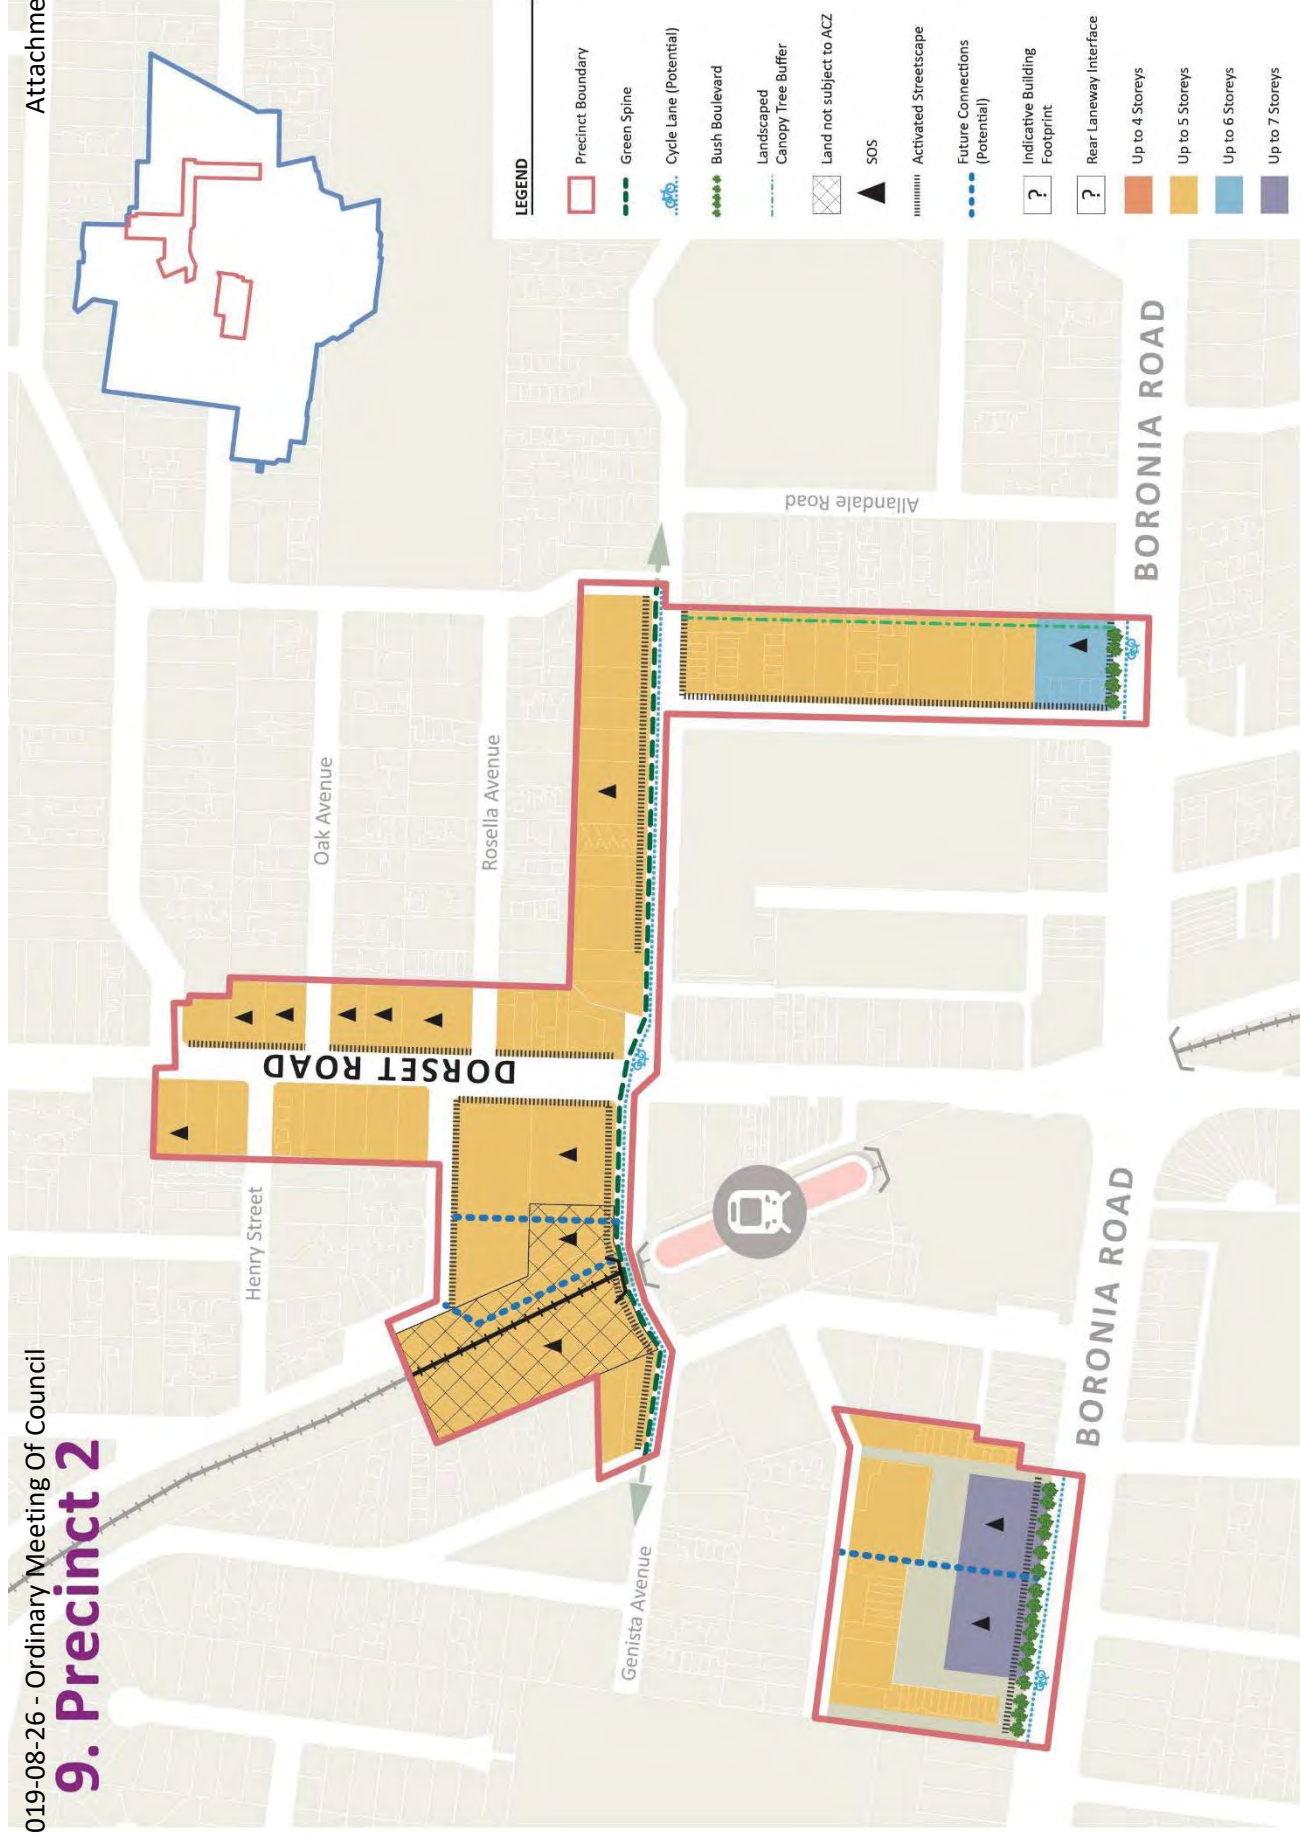 019-08-26 - Ordinary Meeting Of Council
Attachme
9. Precinct 2
Henry Street
Oak Avenue
Rosella Avenue
DORSET ROAD
Genista Avenue
Allandale Road
BORONIA ROAD
BORONIA ROAD
LEGEND
Precinct Boundary
Green Spine
Cycle Lane (Potential)
Bush Boulevard
Landscaped
Canopy Tree Buffer
Land not subject to ACZ
SOS
Activated Streetscape
Future Connections
(Potential)
?
Indicative Building
Footprint
?
Rear Laneway Interface
Up to 4 Storeys
Up to 5 Storeys
Up to 6 Storeys
Up to 7 Storeys